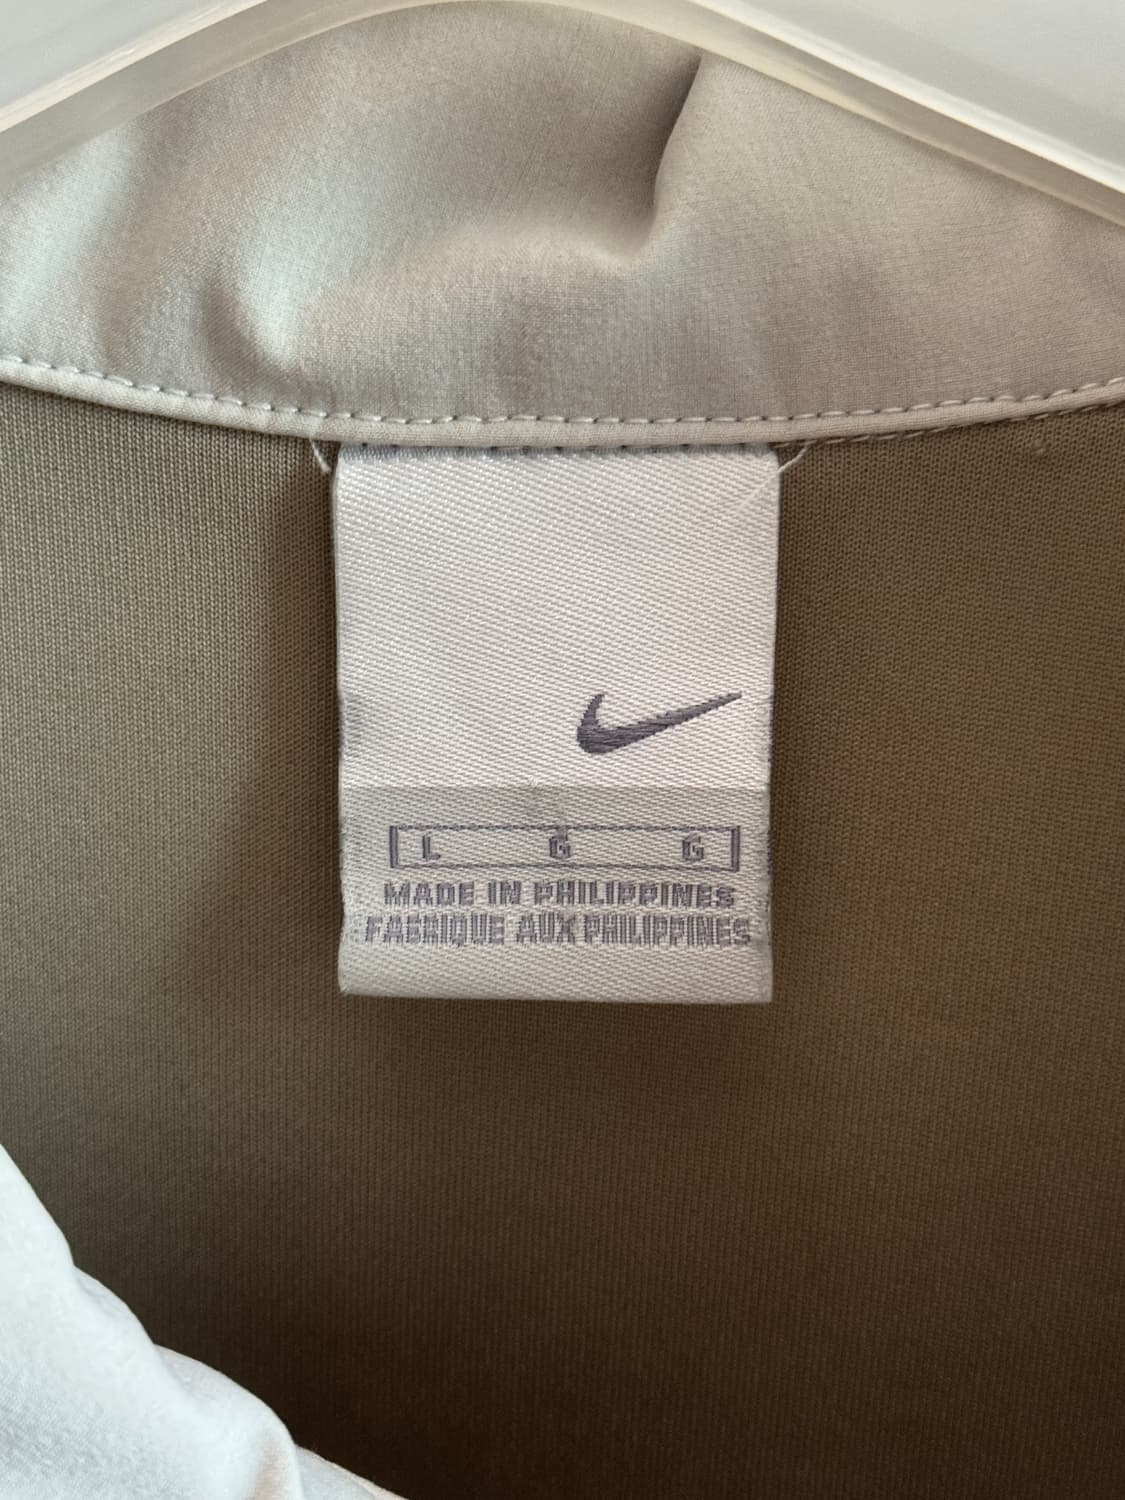 L G G
MADE IN PHILIPPINES
FABRIQUE AUX PHILIPPINES